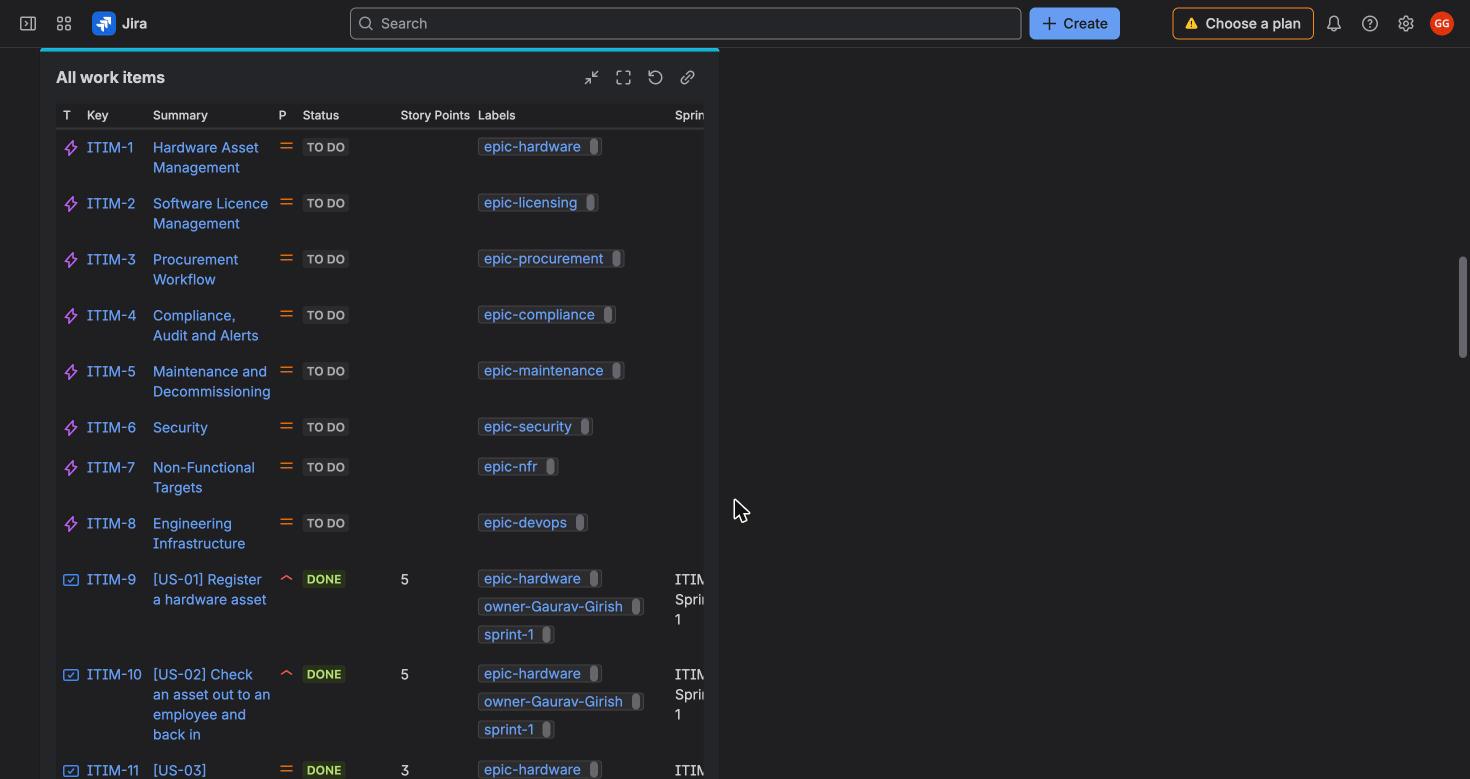 Jira
Search
Create
Choose a plan
GG
All work items
T Key Summary P Status Story Points Labels Sprin
ITIM-1 Hardware Asset TO DO epic-hardware
Management
ITIM-2 Software Licence TO DO epic-licensing
Management
ITIM-3 Procurement TO DO epic-procurement
Workflow
ITIM-4 Compliance, TO DO epic-compliance
Audit and Alerts
ITIM-5 Maintenance and TO DO epic-maintenance
Decommissioning
ITIM-6 Security TO DO epic-security
ITIM-7 Non-Functional TO DO epic-nfr
Targets
ITIM-8 Engineering TO DO epic-devops
Infrastructure
ITIM-9 [US-01] Register DONE 5 epic-hardware ITIM
a hardware asset owner-Gaurav-Girish Sprin
sprint-1 1
ITIM-10 [US-02] Check DONE 5 epic-hardware ITIM
an asset out to an owner-Gaurav-Girish Sprin
employee and sprint-1 1
back in
ITIM-11 [US-03] DONE 3 epic-hardware ITIM